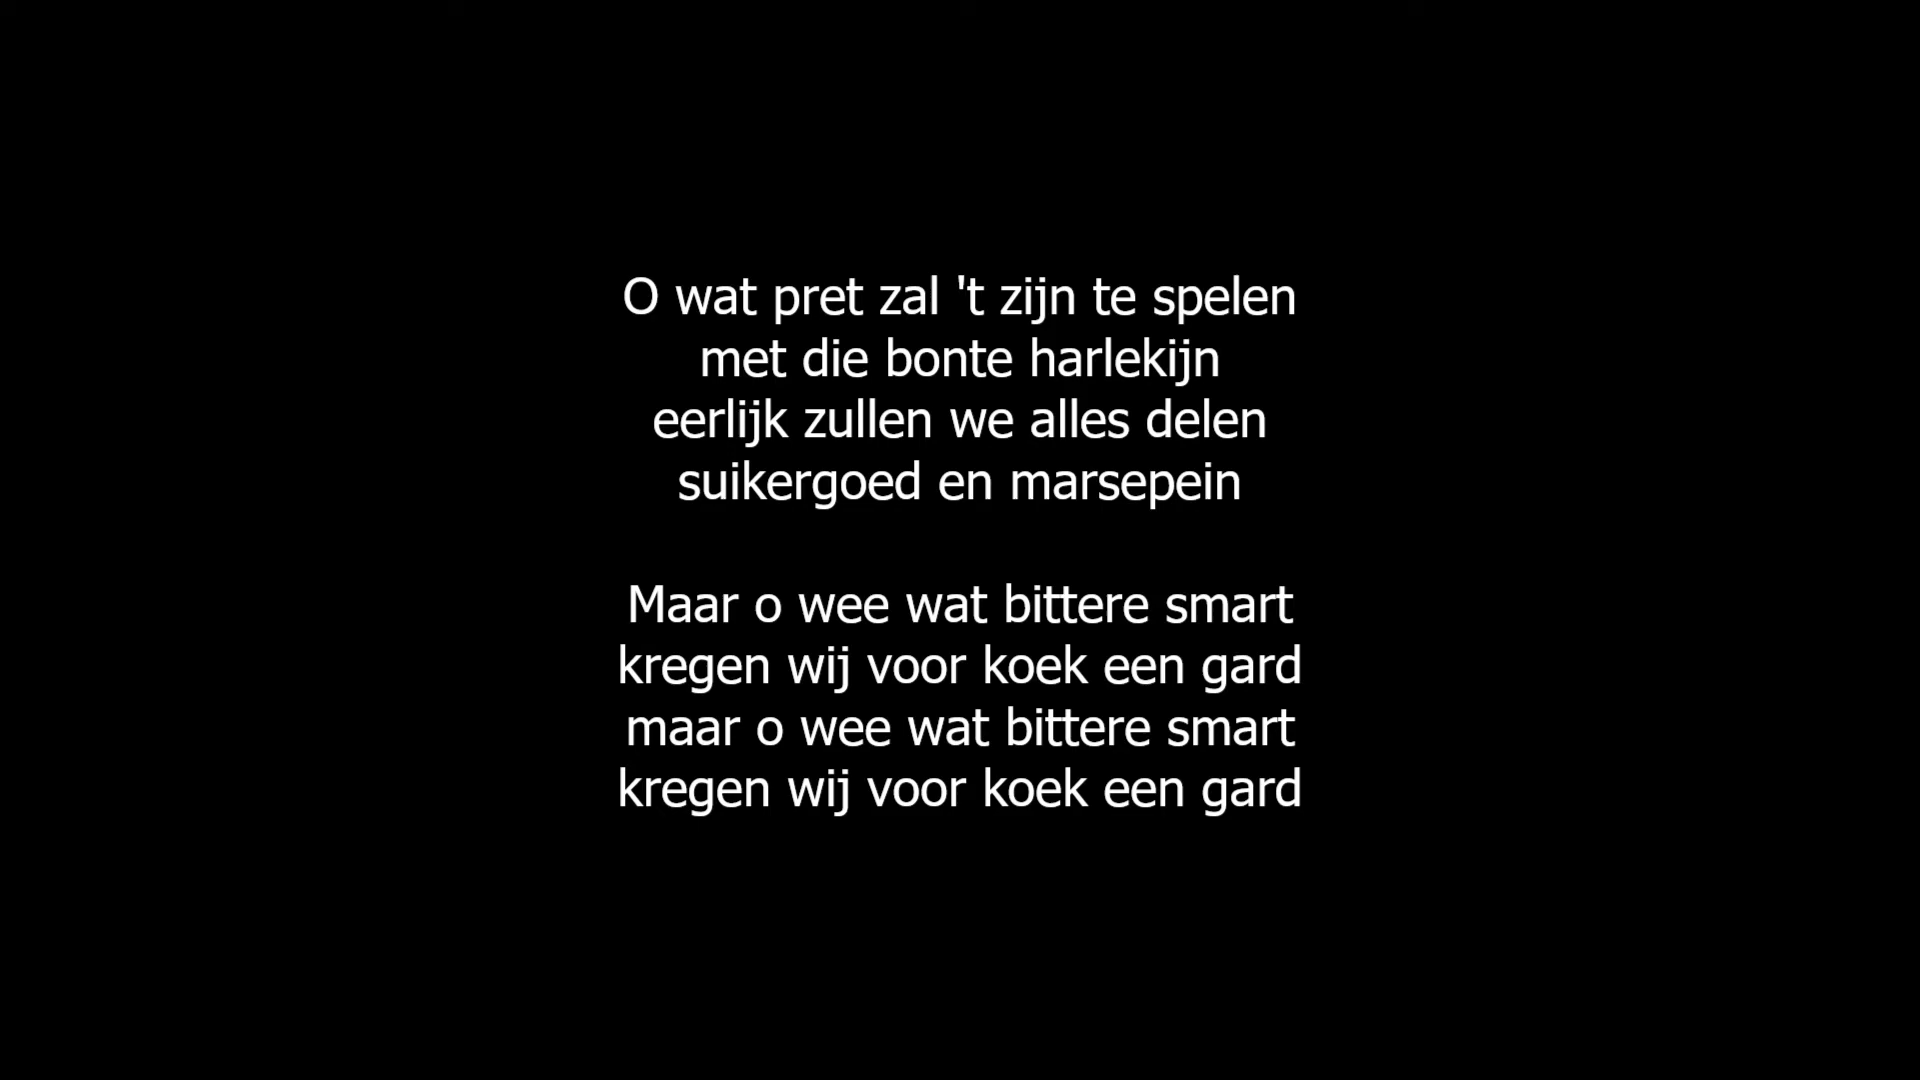 O wat pret zal 't zijn te spelen
met die bonte harlekijn
eerlijk zullen we alles delen
suikergoed en marsepein
Maar o wee wat bittere smart
kregen wij voor koek een gard
maar o wee wat bittere smart
kregen wij voor koek een gard